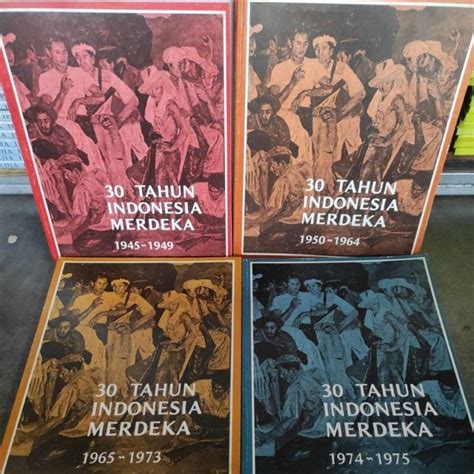 30 TAHUN
INDONESIA
MERDEKA
1945-1949
30 TAHUN
INDONESIA
MERDEKA
1950-1964
30 TAHUN
INDONESIA
MERDEKA
1965-1973
30 TAHUN
INDONESIA
MERDEKA
1974-1975